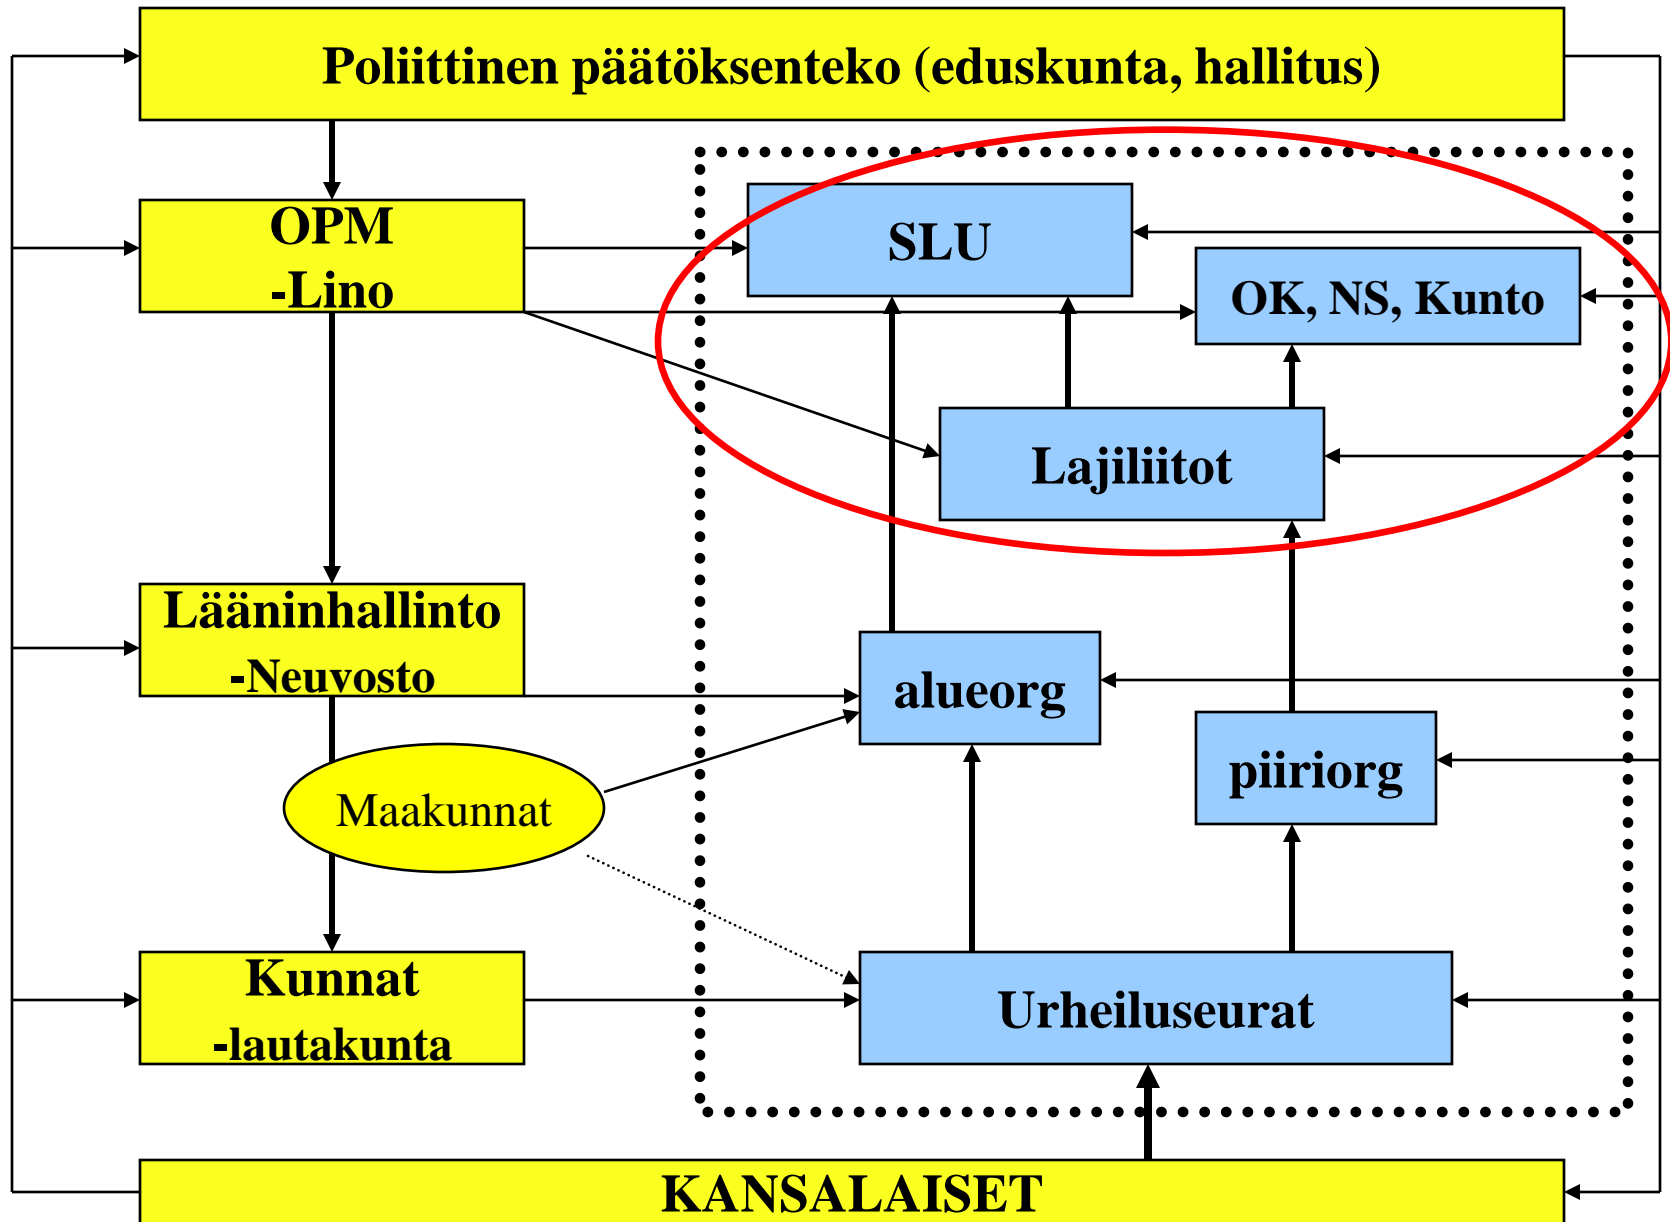 Poliittinen päätöksenteko (eduskunta, hallitus)
OPM
-Lino
SLU
OK, NS, Kunto
Lajiliitot
Lääninhallinto
-Neuvosto
alueorg
piiriorg
Maakunnat
Kunnat
-lautakunta
Urheiluseurat
KANSALAISET